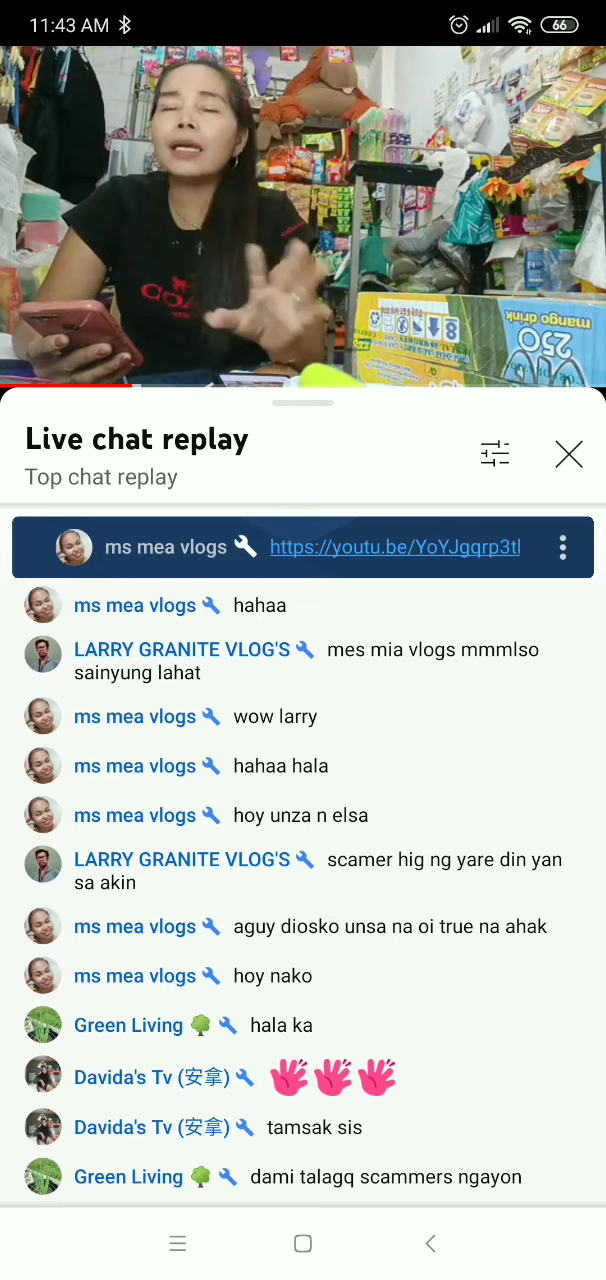 11:43 AM
66
COA
mango drink
250
8
Live chat replay
Top chat replay
ms mea vlogs https://youtu.be/YoYJgqrp3tl
ms mea vlogs hahaa
LARRY GRANITE VLOG'S mes mia vlogs mmmlso
sainyung lahat
ms mea vlogs wow larry
ms mea vlogs hahaa hala
ms mea vlogs hoy unza n elsa
LARRY GRANITE VLOG'S scamer hig ng yare din yan
sa akin
ms mea vlogs aguy diosko unsa na oi true na ahak
ms mea vlogs hoy nako
Green Living 🌳 hala ka
Davida's Tv (安拿)
Davida's Tv (安拿) tamsak sis
Green Living 🌳 dami talagq scammers ngayon